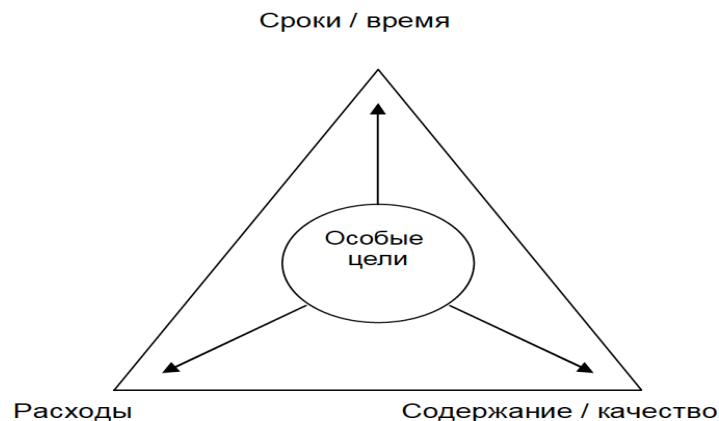 Сроки / время
Особые
цели
Расходы
Содержание / качество